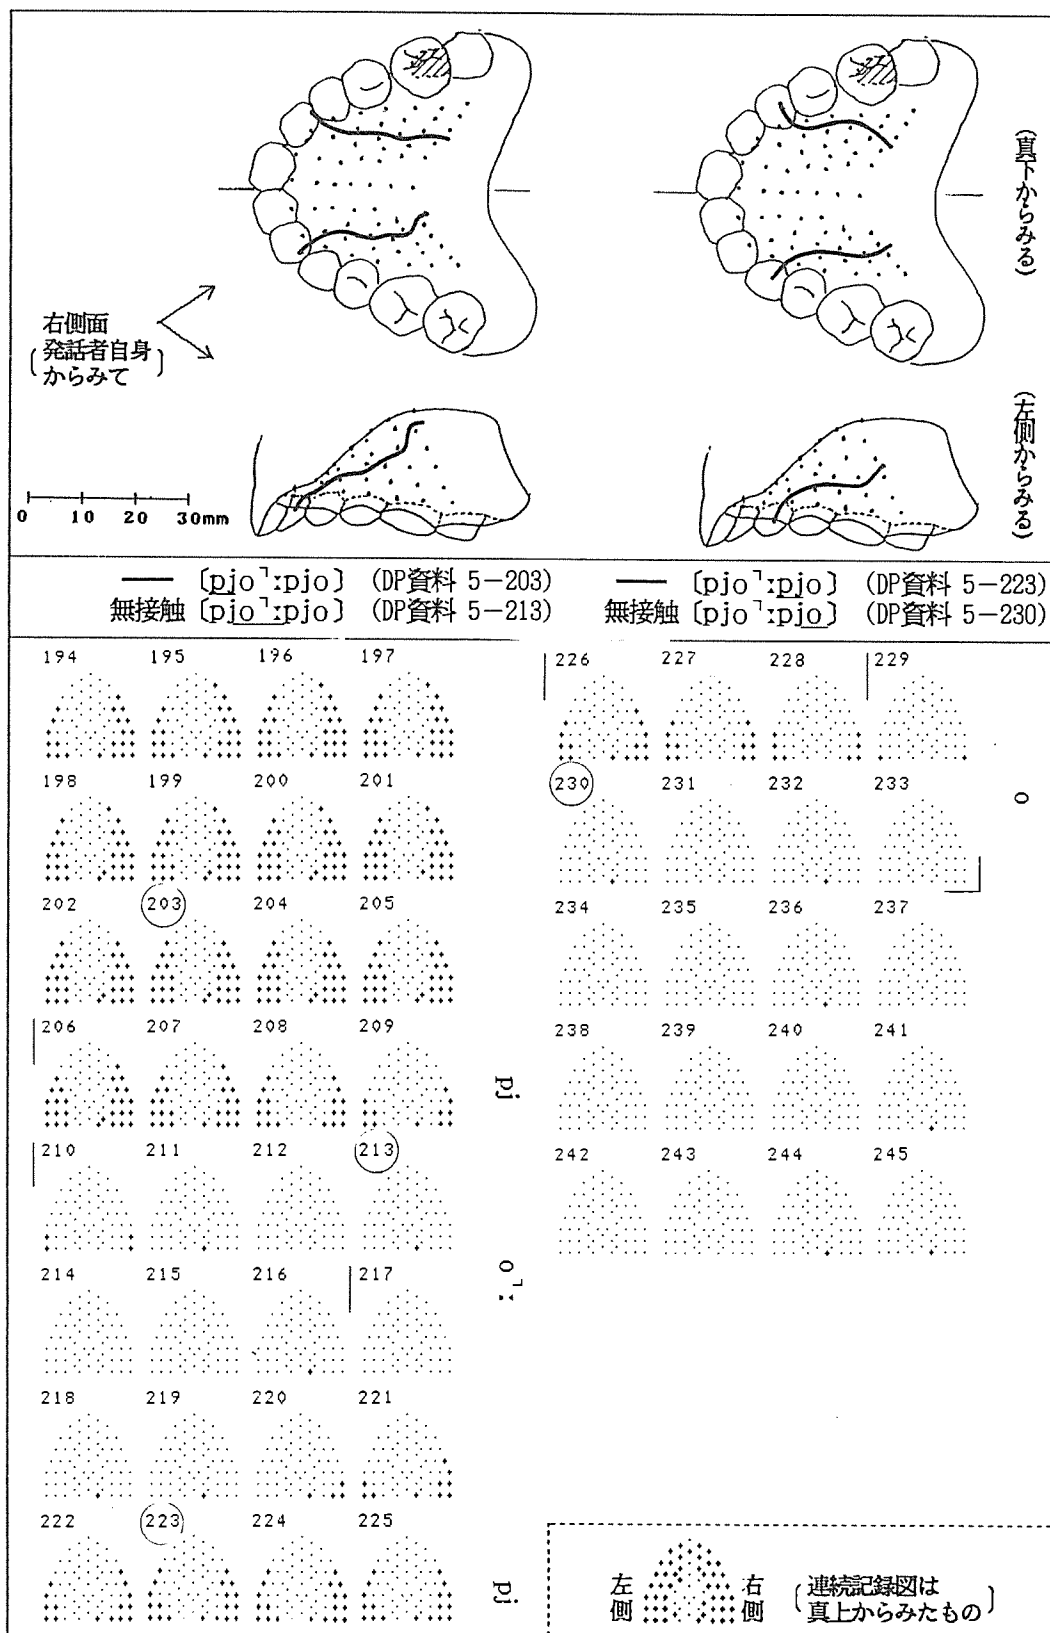 (真下からみる)
右側面
発話者自身
からみて
(左側からみる)
0 10 20 30mm
━━ [pjo˺ːpjo] (DP資料 5-203)
無接触 [pjo˺ːpjo] (DP資料 5-213)
━━ [pjo˺ːpjo] (DP資料 5-223)
無接触 [pjo˺ːpjo] (DP資料 5-230)
194 195 196 197
198 199 200 201
202 203 204 205
206 207 208 209
pj
210 211 212 213
o˺ː
214 215 216 217
218 219 220 221
222 223 224 225
pj
226 227 228 229
230 231 232 233
o
234 235 236 237
238 239 240 241
242 243 244 245
左側
右側
(連続記録図は
真上からみたもの)